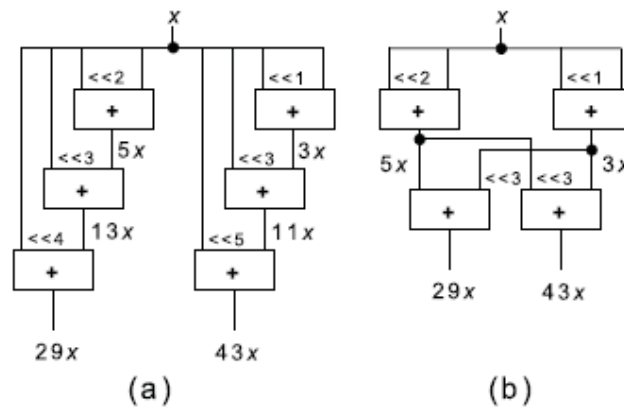 x x
<<2 <<1 <<2 <<1
+ + + +
5x 3x
<<3 <<3 5x <<3 <<3 3x
+ + + +
13x 11x
<<4 <<5
+ + 29x 43x
29x 43x
(a) (b)